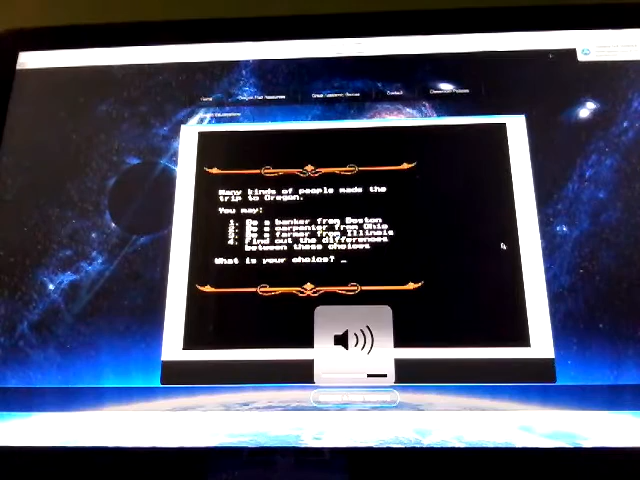 Home
Contact
Many kinds of people made the
trip to Oregon.
You may:
1. Be a banker from Boston
2. Be a carpenter from Ohio
3. Be a farmer from Illinois
4. Find out the differences
between these choices
What is your choice? _